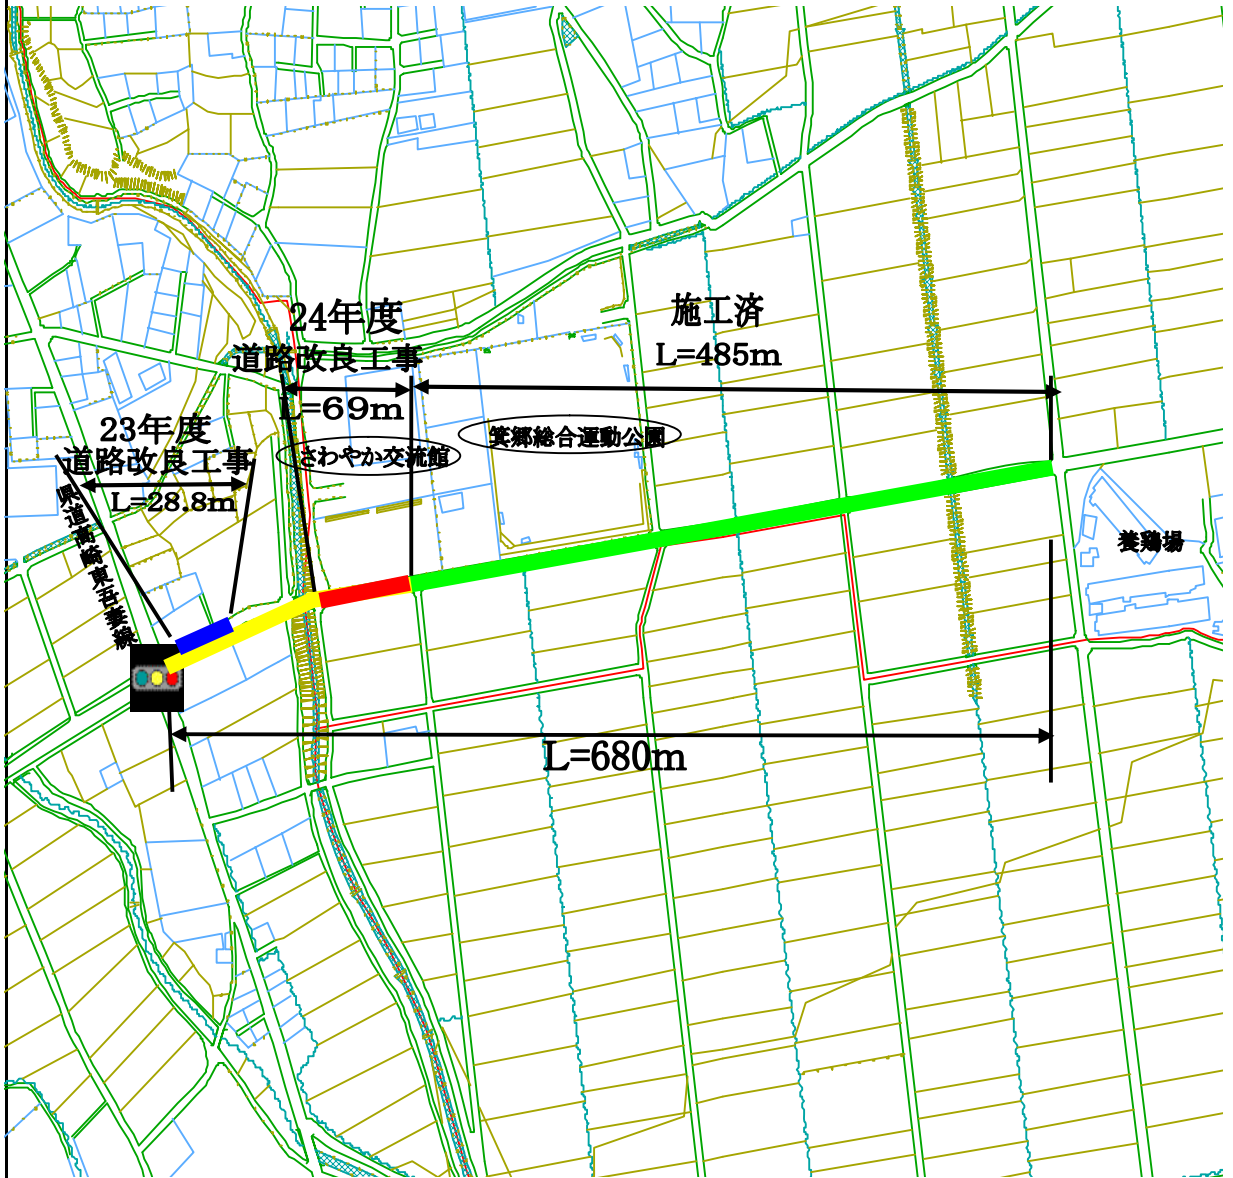 24年度
道路改良工事
L=69m
施工済
L=485m
23年度
道路改良工事
L=28.8m
さわやか交流館
箕郷総合運動公園
県道高崎東吾妻線
養鶏場
L=680m